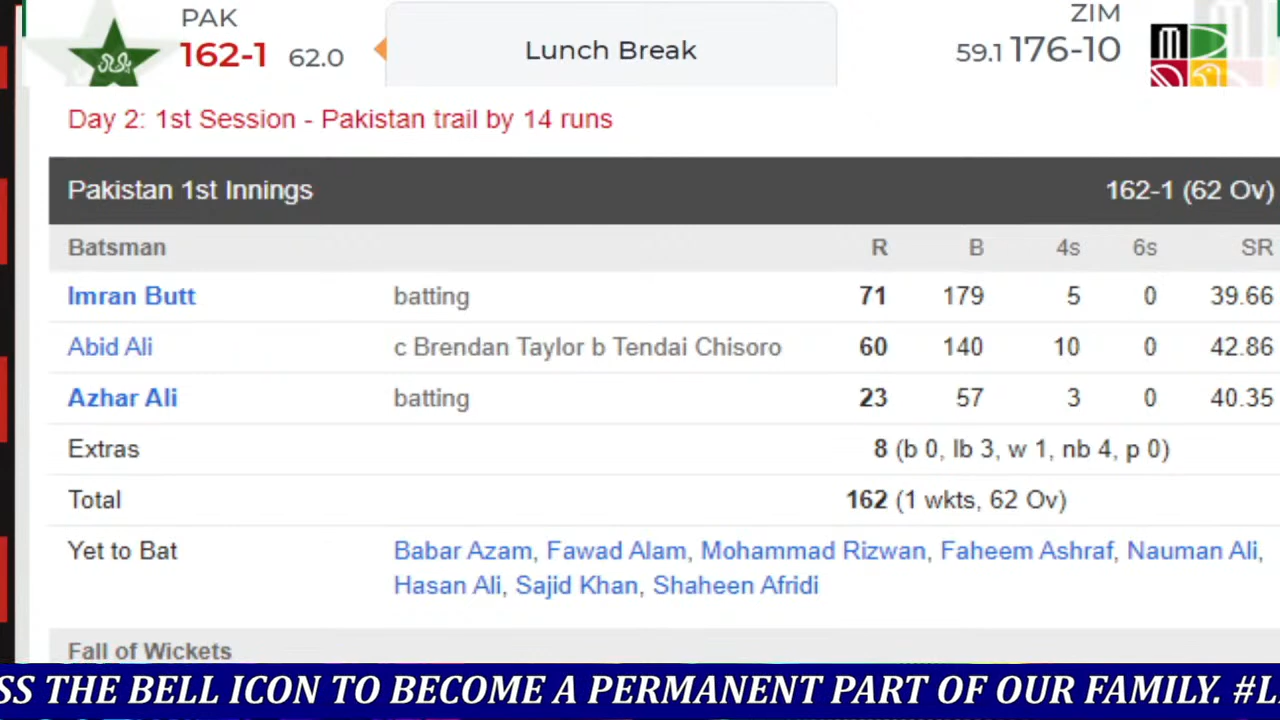 PAK
162-1 62.0
Lunch Break
ZIM
59.1 176-10
Day 2: 1st Session - Pakistan trail by 14 runs
Pakistan 1st Innings 162-1 (62 Ov)
Batsman R B 4s 6s SR
Imran Butt batting 71 179 5 0 39.66
Abid Ali c Brendan Taylor b Tendai Chisoro 60 140 10 0 42.86
Azhar Ali batting 23 57 3 0 40.35
Extras 8 (b 0, lb 3, w 1, nb 4, p 0)
Total 162 (1 wkts, 62 Ov)
Yet to Bat Babar Azam, Fawad Alam, Mohammad Rizwan, Faheem Ashraf, Nauman Ali,
Hasan Ali, Sajid Khan, Shaheen Afridi
Fall of Wickets
SS THE BELL ICON TO BECOME A PERMANENT PART OF OUR FAMILY. #L